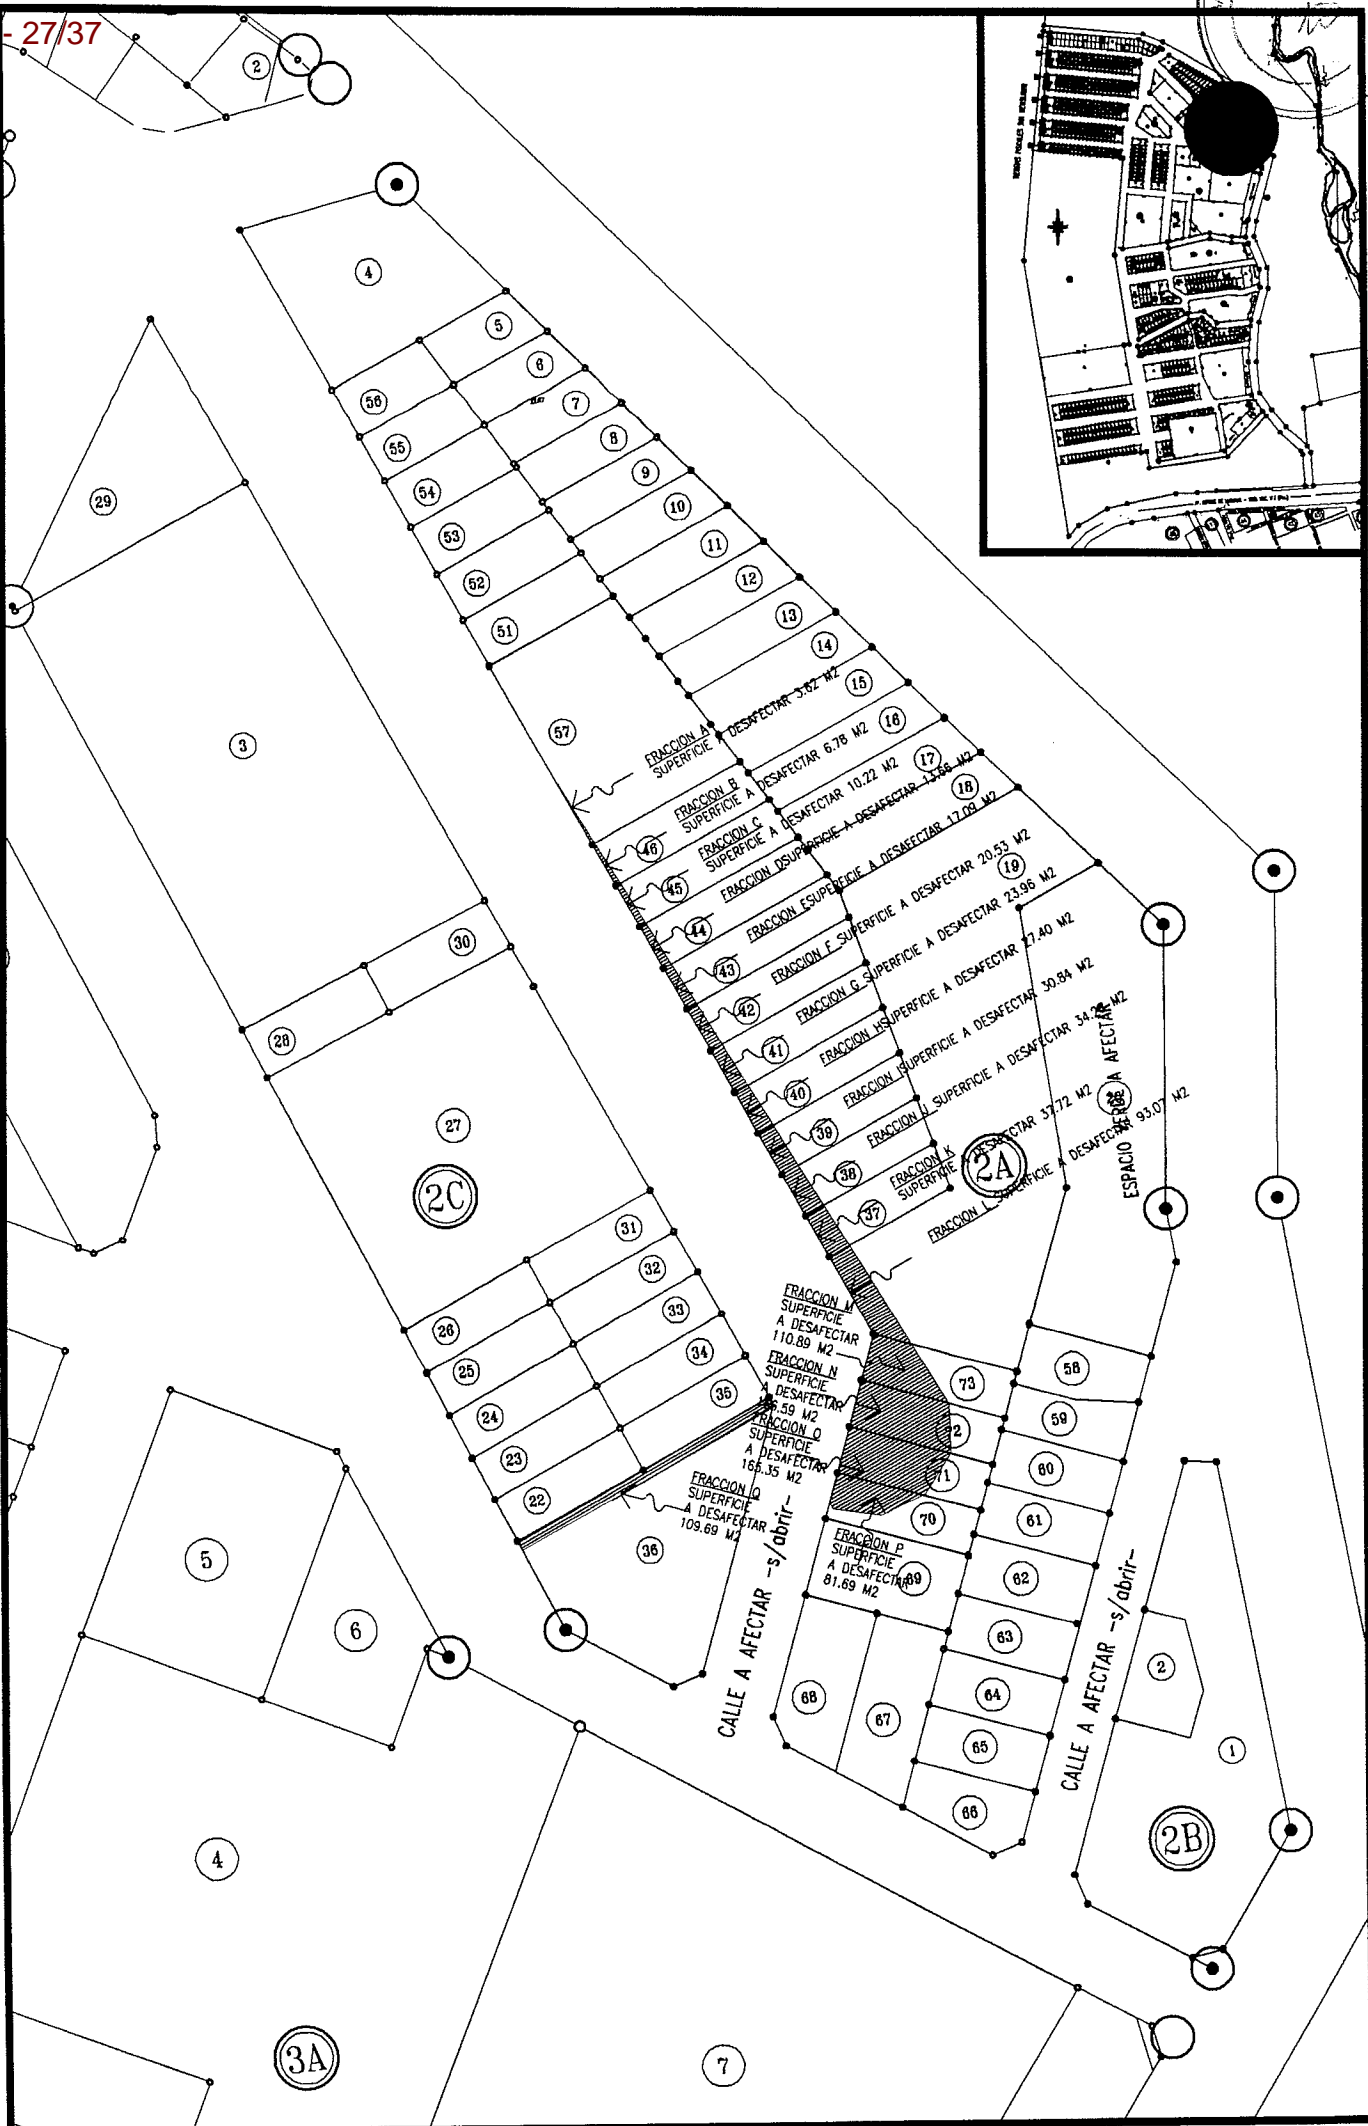 - 27/37
2
4
5
6
7
8
9
10
11
12
13
14
15
16
17
18
19
56
55
54
53
52
51
57
29
3
30
28
27
2C
31
32
33
34
35
26
25
24
23
22
36
FRACCION A
SUPERFICIE A DESAFECTAR 3.62 M2
FRACCION B
SUPERFICIE A DESAFECTAR 6.78 M2
FRACCION C
SUPERFICIE A DESAFECTAR 10.22 M2
FRACCION D SUPERFICIE A DESAFECTAR 13.66 M2
FRACCION E SUPERFICIE A DESAFECTAR 17.09 M2
FRACCION F SUPERFICIE A DESAFECTAR 20.53 M2
FRACCION G SUPERFICIE A DESAFECTAR 23.96 M2
FRACCION H SUPERFICIE A DESAFECTAR 27.40 M2
FRACCION I SUPERFICIE A DESAFECTAR 30.84 M2
FRACCION J SUPERFICIE A DESAFECTAR 34.28 M2
FRACCION K
SUPERFICIE A DESAFECTAR 37.72 M2
FRACCION L SUPERFICIE A DESAFECTAR 93.07 M2
46
45
44
43
42
41
40
39
38
37
2A
ESPACIO VERDE A AFECTAR
FRACCION M
SUPERFICIE
A DESAFECTAR
110.89 M2
FRACCION N
SUPERFICIE
A DESAFECTAR
FRACCION O
SUPERFICIE
A DESAFECTAR
165.35 M2
FRACCION Q
SUPERFICIE
A DESAFECTAR
109.69 M2
FRACCION P
SUPERFICIE
A DESAFECTAR
81.69 M2
73
71
70
69
68
67
58
59
60
61
62
63
64
65
66
CALLE A AFECTAR -s/abrir-
CALLE A AFECTAR -s/abrir-
2
1
2B
5
6
4
3A
7